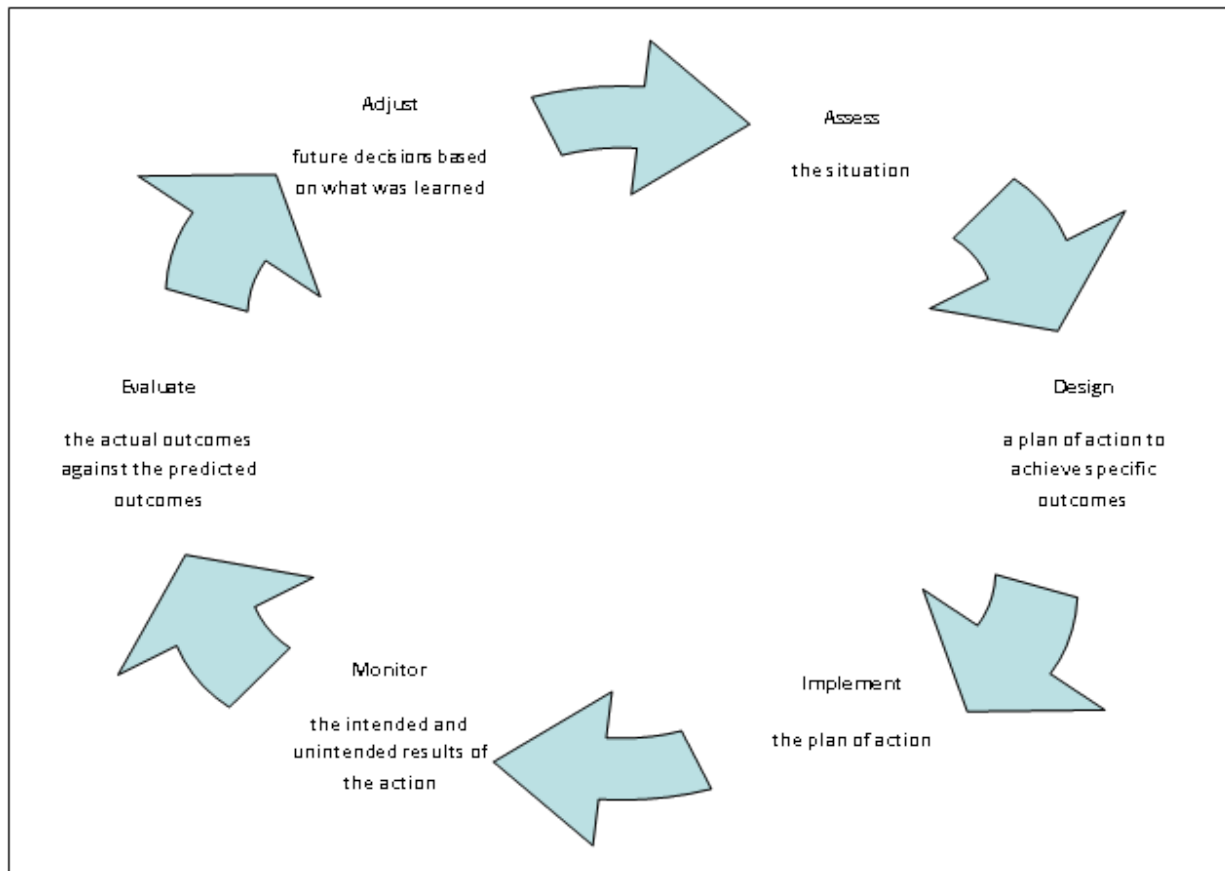 Adjust
future decisions based
on what was learned
Assess
the situation
Design
a plan of action to
achieve specific
outcomes
Implement
the plan of action
Monitor
the intended and
unintended results of
the action
Evaluate
the actual outcomes
against the predicted
outcomes